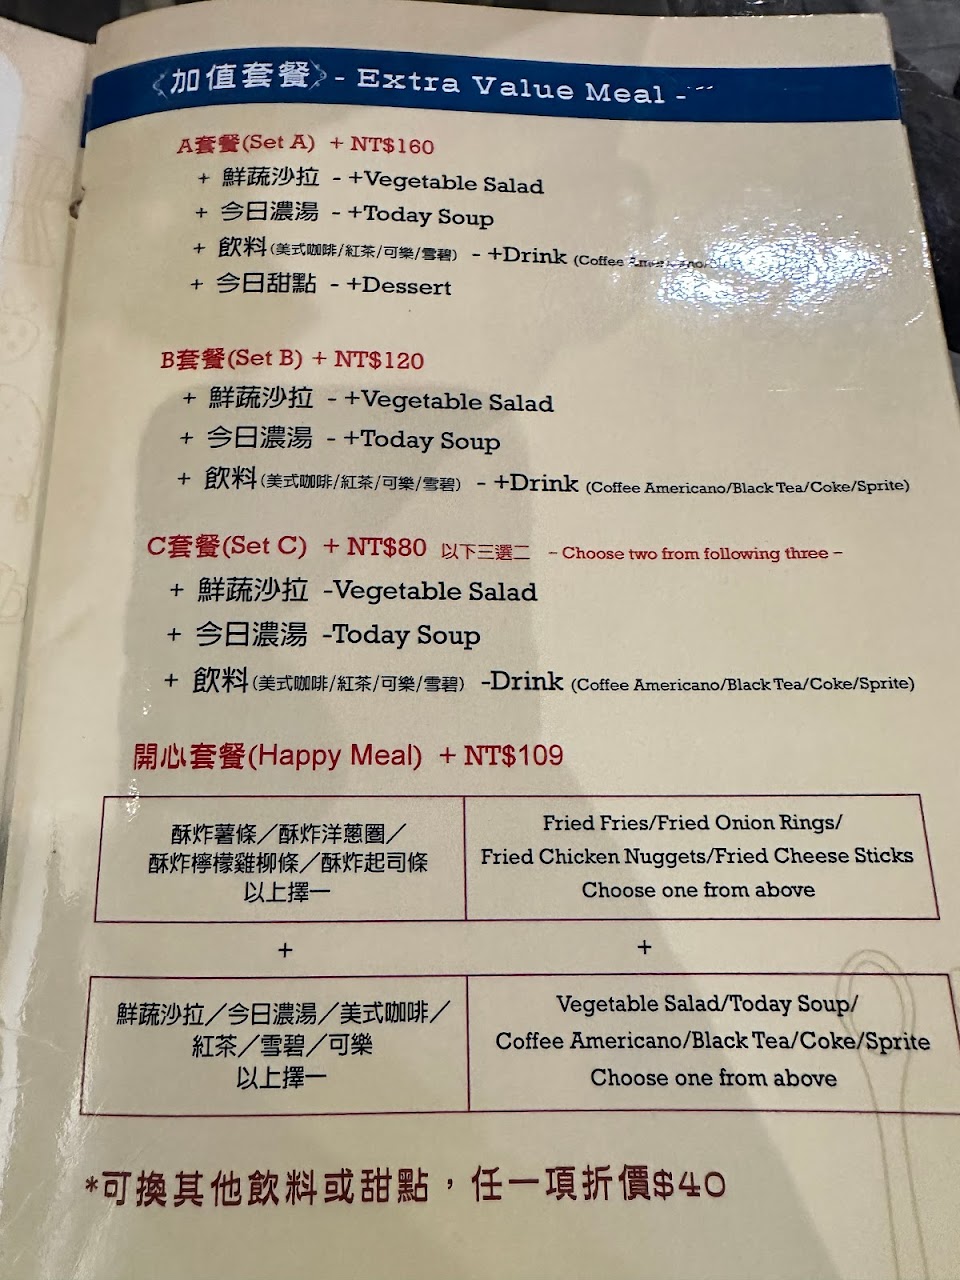 《加值套餐》- Extra Value Meal -
A套餐(Set A) + NT$160
+ 鮮蔬沙拉 - +Vegetable Salad
+ 今日濃湯 - +Today Soup
+ 飲料(美式咖啡/紅茶/可樂/雪碧) - +Drink (Coffee
+ 今日甜點 - +Dessert
B套餐(Set B) + NT$120
+ 鮮蔬沙拉 - +Vegetable Salad
+ 今日濃湯 - +Today Soup
+ 飲料(美式咖啡/紅茶/可樂/雪碧) - +Drink (Coffee Americano/Black Tea/Coke/Sprite)
C套餐(Set C) + NT$80 以下三選二 - Choose two from following three -
+ 鮮蔬沙拉 -Vegetable Salad
+ 今日濃湯 -Today Soup
+ 飲料(美式咖啡/紅茶/可樂/雪碧) -Drink (Coffee Americano/Black Tea/Coke/Sprite)
開心套餐(Happy Meal) + NT$109
酥炸薯條／酥炸洋蔥圈／
酥炸檸檬雞柳條／酥炸起司條
以上擇一
Fried Fries/Fried Onion Rings/
Fried Chicken Nuggets/Fried Cheese Sticks
Choose one from above
+
+
鮮蔬沙拉／今日濃湯／美式咖啡／
紅茶／雪碧／可樂
以上擇一
Vegetable Salad/Today Soup/
Coffee Americano/Black Tea/Coke/Sprite
Choose one from above
*可換其他飲料或甜點，任一項折價$40